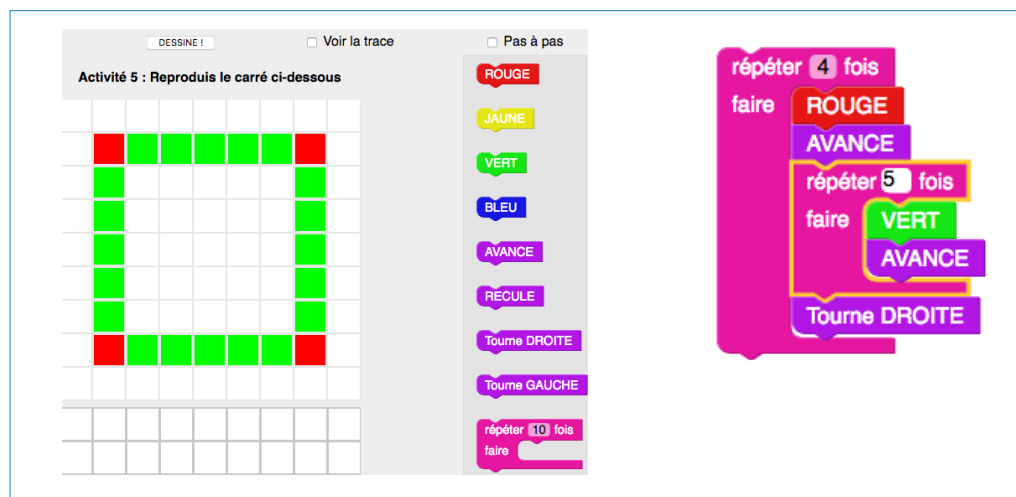 DESSINE !
Voir la trace
Pas à pas
Activité 5 : Reproduis le carré ci-dessous
ROUGE
JAUNE
VERT
BLEU
AVANCE
RECULE
Tourne DROITE
Tourne GAUCHE
répéter 10 fois
faire
répéter 4 fois
faire ROUGE
AVANCE
répéter 5 fois
faire VERT
AVANCE
Tourne DROITE